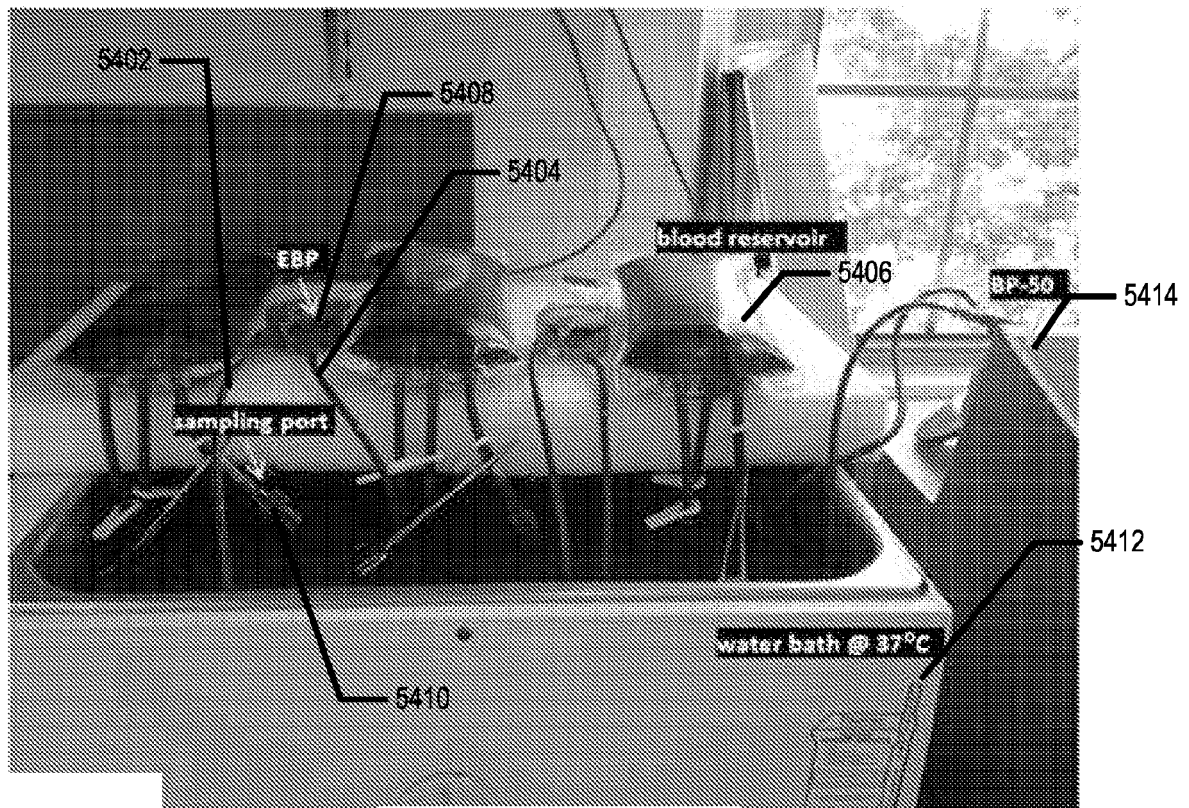 5402
5408
5404
blood reservoir
EBP
5406
BP-50
5414
sampling port
5412
water bath @ 37°C
5410